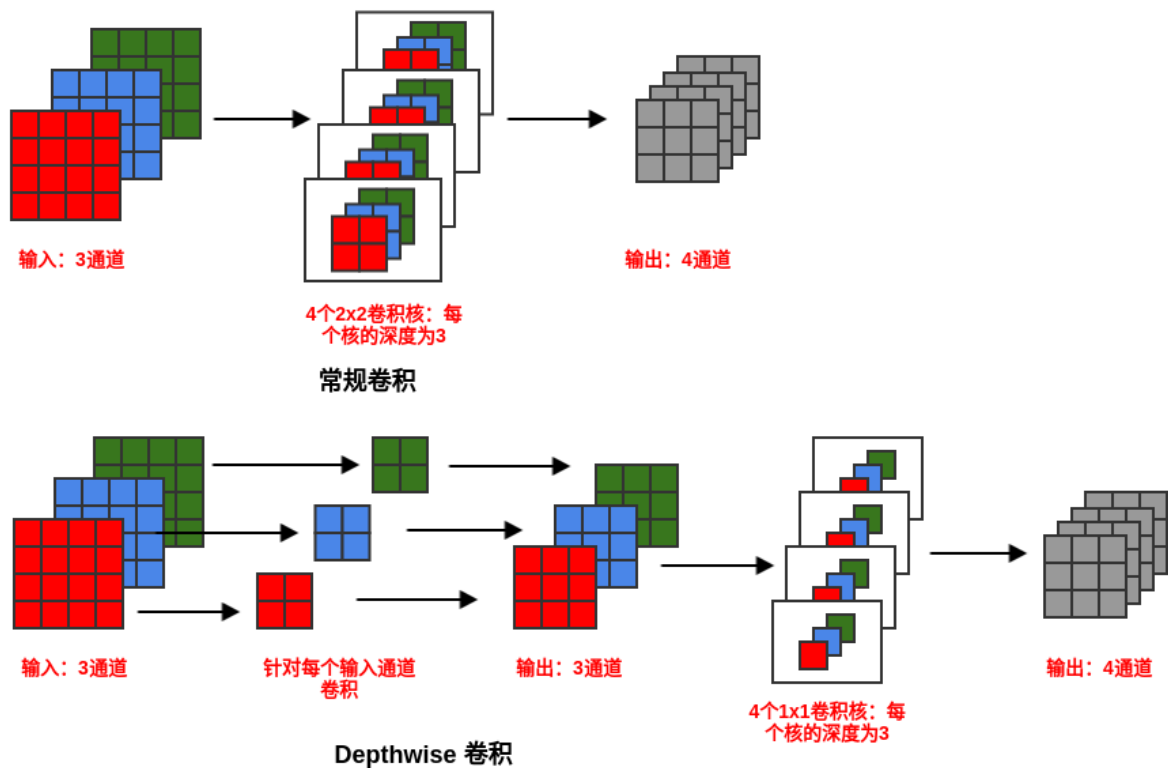 输入：3通道
输出：4通道
4个2x2卷积核：每
个核的深度为3
常规卷积
输入：3通道
针对每个输入通道
卷积
输出：3通道
4个1x1卷积核：每
个核的深度为3
输出：4通道
Depthwise 卷积